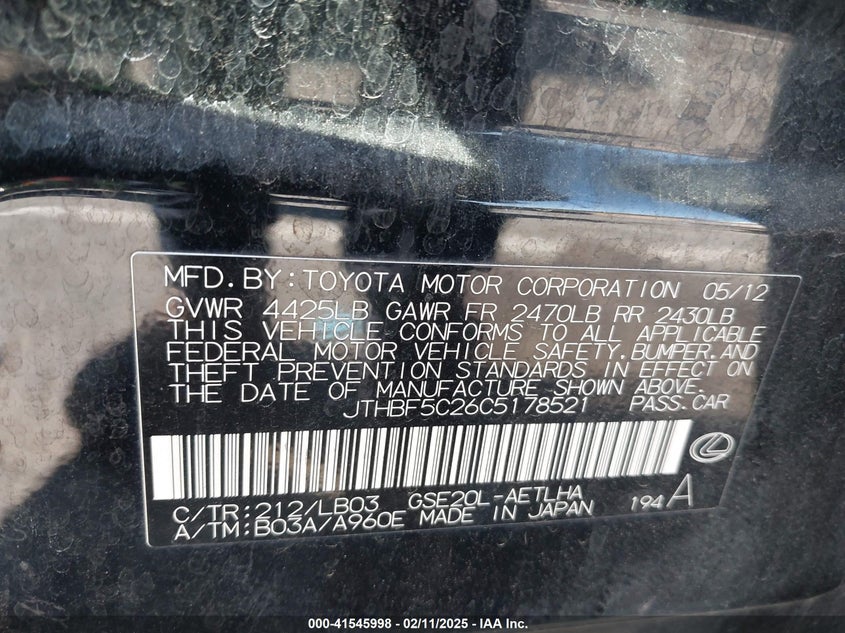 MFD. BY: TOYOTA MOTOR CORPORATION 05/12
GVWR 4425LB GAWR FR 2470LB RR 2430LB
THIS VEHICLE CONFORMS TO ALL APPLICABLE
FEDERAL MOTOR VEHICLE SAFETY, BUMPER, AND
THEFT PREVENTION STANDARDS IN EFFECT ON
THE DATE OF MANUFACTURE SHOWN ABOVE.
JTHBF5C26C5178521 PASS. CAR
C/TR: 212/LB03 GSE20L-AETLHA 194 A
A/TM: B03A/A960E MADE IN JAPAN
000-41545998 - 02/11/2025 - IAA Inc.